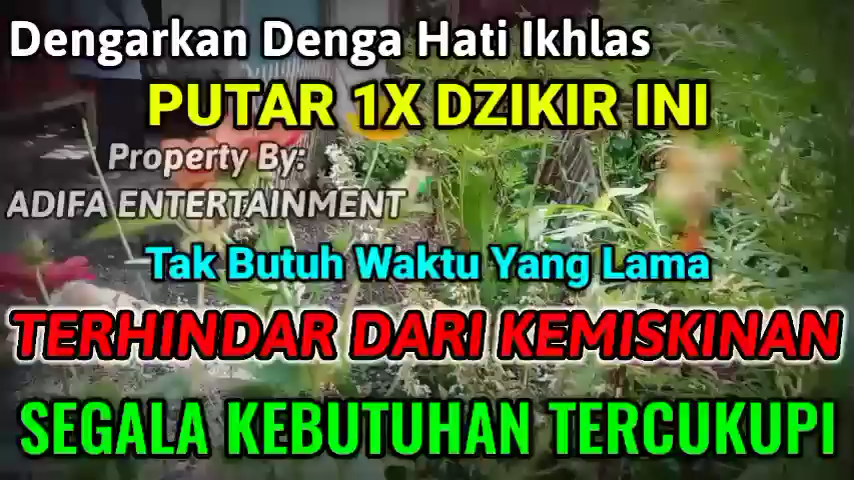 Dengarkan Denga Hati Ikhlas
PUTAR 1X DZIKIR INI
Property By:
ADIFA ENTERTAINMENT
Tak Butuh Waktu Yang Lama
TERHINDAR DARI KEMISKINAN
SEGALA KEBUTUHAN TERCUKUPI